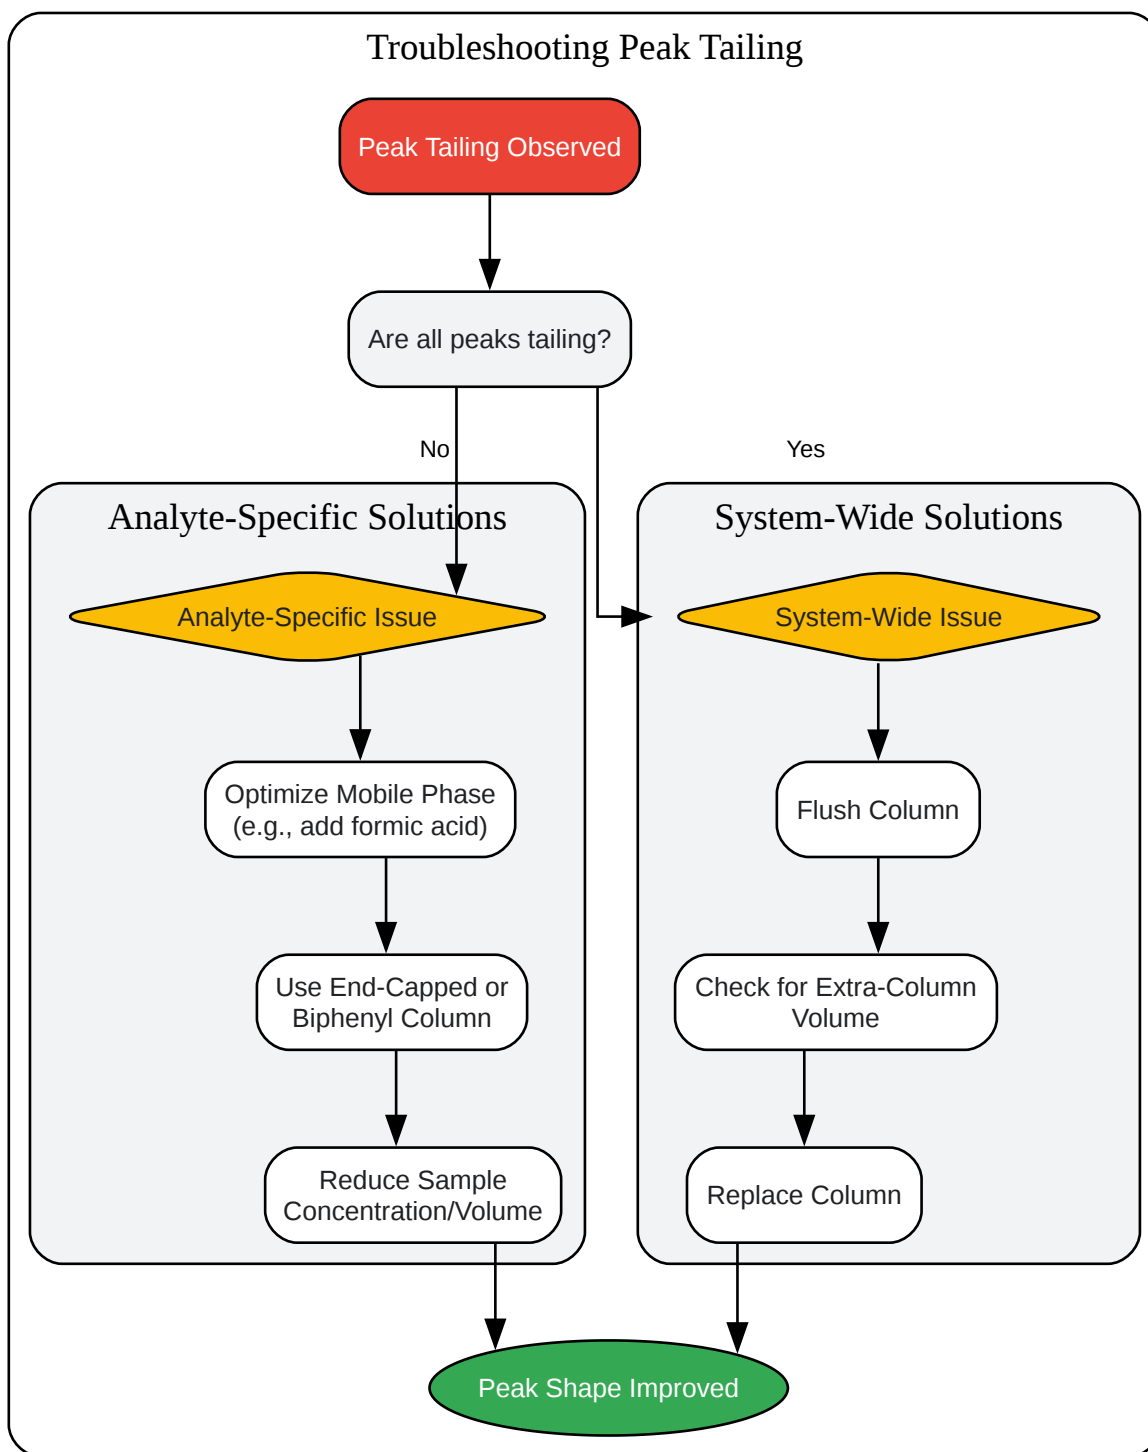 Troubleshooting Peak Tailing
Peak Tailing Observed
Are all peaks tailing?
No
Yes
Analyte-Specific Solutions
System-Wide Solutions
Analyte-Specific Issue
System-Wide Issue
Optimize Mobile Phase
(e.g., add formic acid)
Flush Column
Use End-Capped or
Biphenyl Column
Check for Extra-Column
Volume
Reduce Sample
Concentration/Volume
Replace Column
Peak Shape Improved